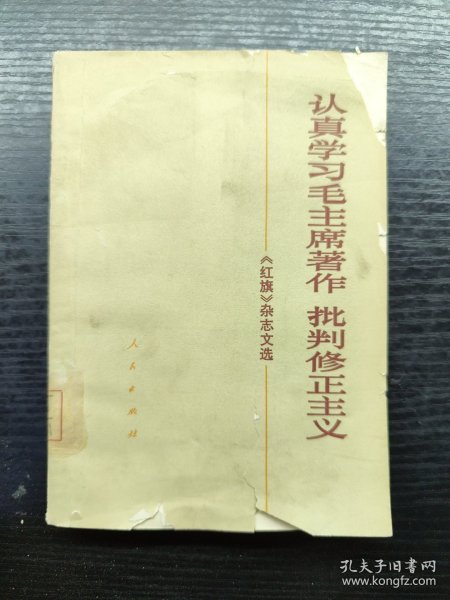 认真学习毛主席著作 批判修正主义
《红旗》杂志文选
人民出版社
孔夫子旧书网
www.kongfz.com